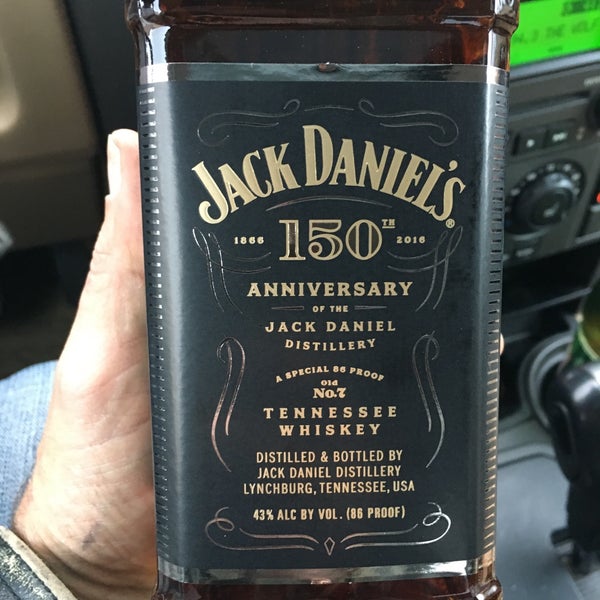 JACK DANIEL'S®
1866 150TH 2016
ANNIVERSARY
OF THE
JACK DANIEL
DISTILLERY
A SPECIAL 86 PROOF
Old
No.7
TENNESSEE
WHISKEY
DISTILLED & BOTTLED BY
JACK DANIEL DISTILLERY
LYNCHBURG, TENNESSEE, USA
43% ALC BY VOL. (86 PROOF)